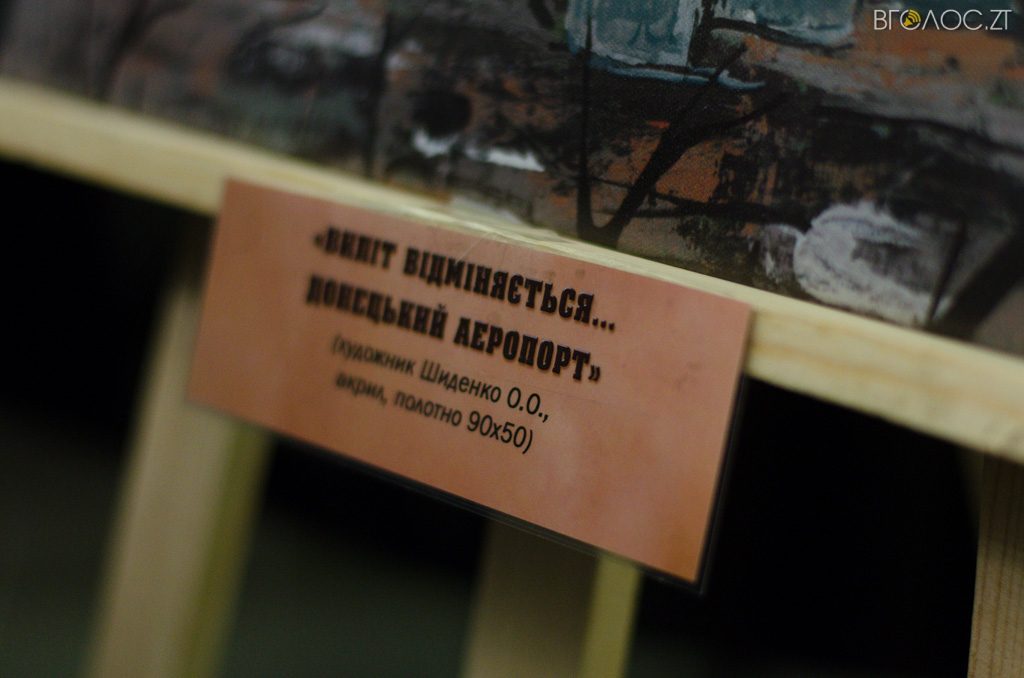 ВГОЛОС.ZT
«ВИЛІТ ВІДМІНЯЄТЬСЯ...
ДОНЕЦЬКИЙ АЕРОПОРТ»
(художник Шиденко О.О.,
акрил, полотно 90х50)